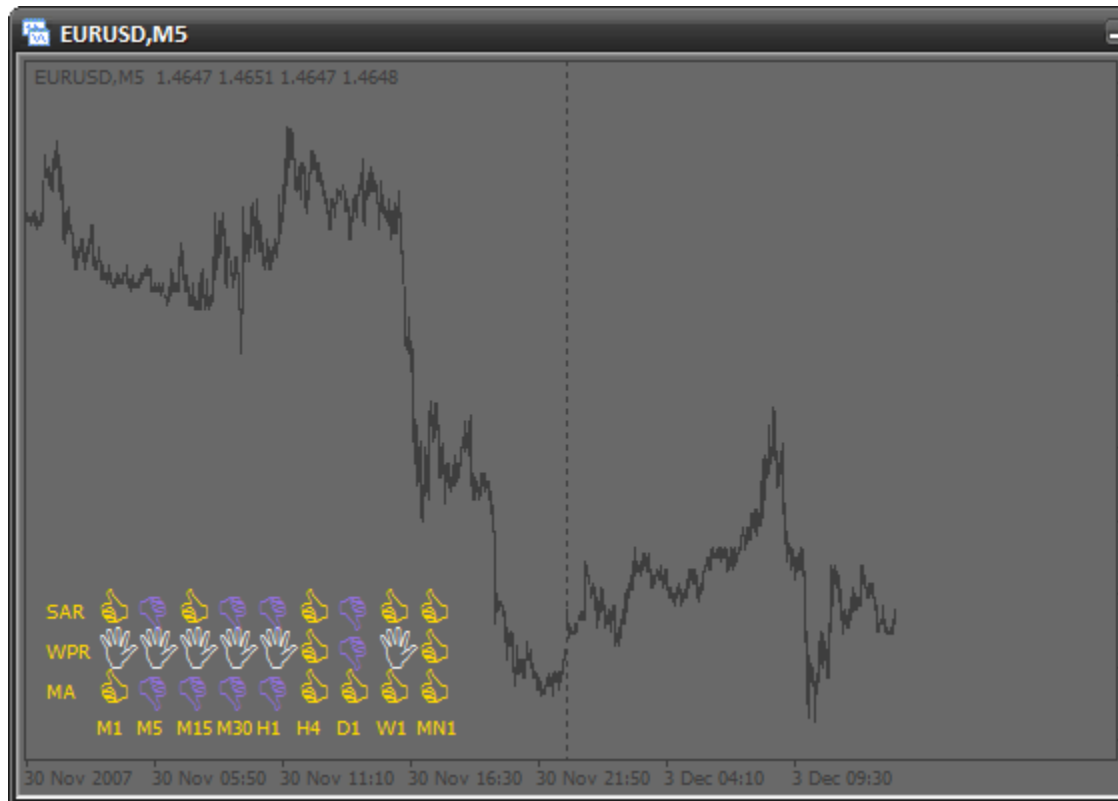 EURUSD,M5
EURUSD,M5 1.4647 1.4651 1.4647 1.4648
SAR
WPR
MA
M1 M5 M15 M30 H1 H4 D1 W1 MN1
30 Nov 2007 30 Nov 05:50 30 Nov 11:10 30 Nov 16:30 30 Nov 21:50 3 Dec 04:10 3 Dec 09:30